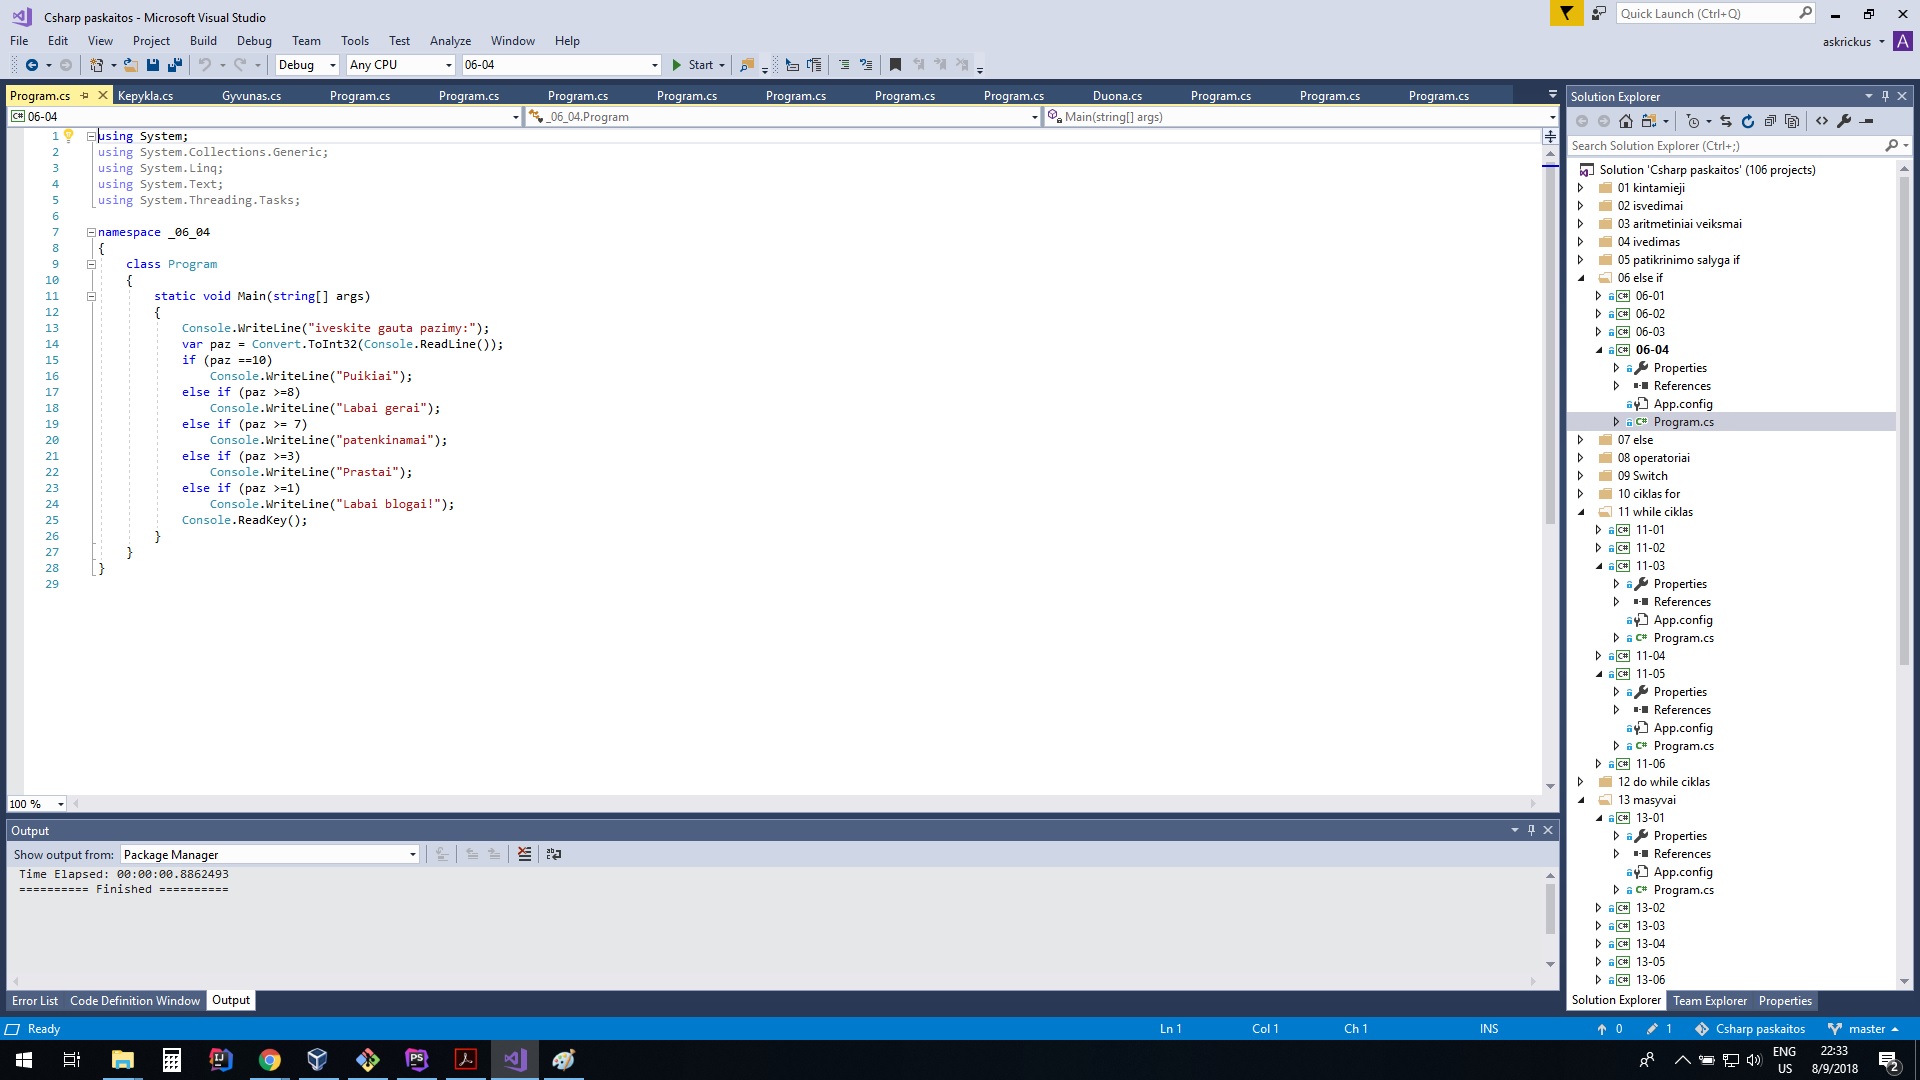 Csharp paskaitos - Microsoft Visual Studio
Quick Launch (Ctrl+Q)
File Edit View Project Build Debug Team Tools Test Analyze Window Help
askrickus A
Debug Any CPU 06-04 Start
Program.cs Kepykla.cs Gyvunas.cs Program.cs Program.cs Program.cs Program.cs Program.cs Program.cs Program.cs Duona.cs Program.cs Program.cs Program.cs
C# 06-04 _06_04.Program Main(string[] args)
1 using System;
2 using System.Collections.Generic;
3 using System.Linq;
4 using System.Text;
5 using System.Threading.Tasks;
6
7 namespace _06_04
8 {
9 class Program
10 {
11 static void Main(string[] args)
12 {
13 Console.WriteLine("iveskite gauta pazimy:");
14 var paz = Convert.ToInt32(Console.ReadLine());
15 if (paz ==10)
16 Console.WriteLine("Puikiai");
17 else if (paz >=8)
18 Console.WriteLine("Labai gerai");
19 else if (paz >= 7)
20 Console.WriteLine("patenkinamai");
21 else if (paz >=3)
22 Console.WriteLine("Prastai");
23 else if (paz >=1)
24 Console.WriteLine("Labai blogai!");
25 Console.ReadKey();
26 }
27 }
28 }
29
100 %
Output
Show output from: Package Manager
Time Elapsed: 00:00:00.8862493
========== Finished ==========
Error List Code Definition Window Output
Solution Explorer
Search Solution Explorer (Ctrl+;)
Solution 'Csharp paskaitos' (106 projects)
01 kintamieji
02 isvedimai
03 aritmetiniai veiksmai
04 ivedimas
05 patikrinimo salyga if
06 else if
C# 06-01
C# 06-02
C# 06-03
C# 06-04
Properties
References
App.config
C# Program.cs
07 else
08 operatoriai
09 Switch
10 ciklas for
11 while ciklas
C# 11-01
C# 11-02
C# 11-03
Properties
References
App.config
C# Program.cs
C# 11-04
C# 11-05
Properties
References
App.config
C# Program.cs
C# 11-06
12 do while ciklas
13 masyvai
C# 13-01
Properties
References
App.config
C# Program.cs
C# 13-02
C# 13-03
C# 13-04
C# 13-05
C# 13-06
Solution Explorer Team Explorer Properties
Ready Ln 1 Col 1 Ch 1 INS 0 1 Csharp paskaitos master
IJ PS
ENG
US
22:33
8/9/2018
2